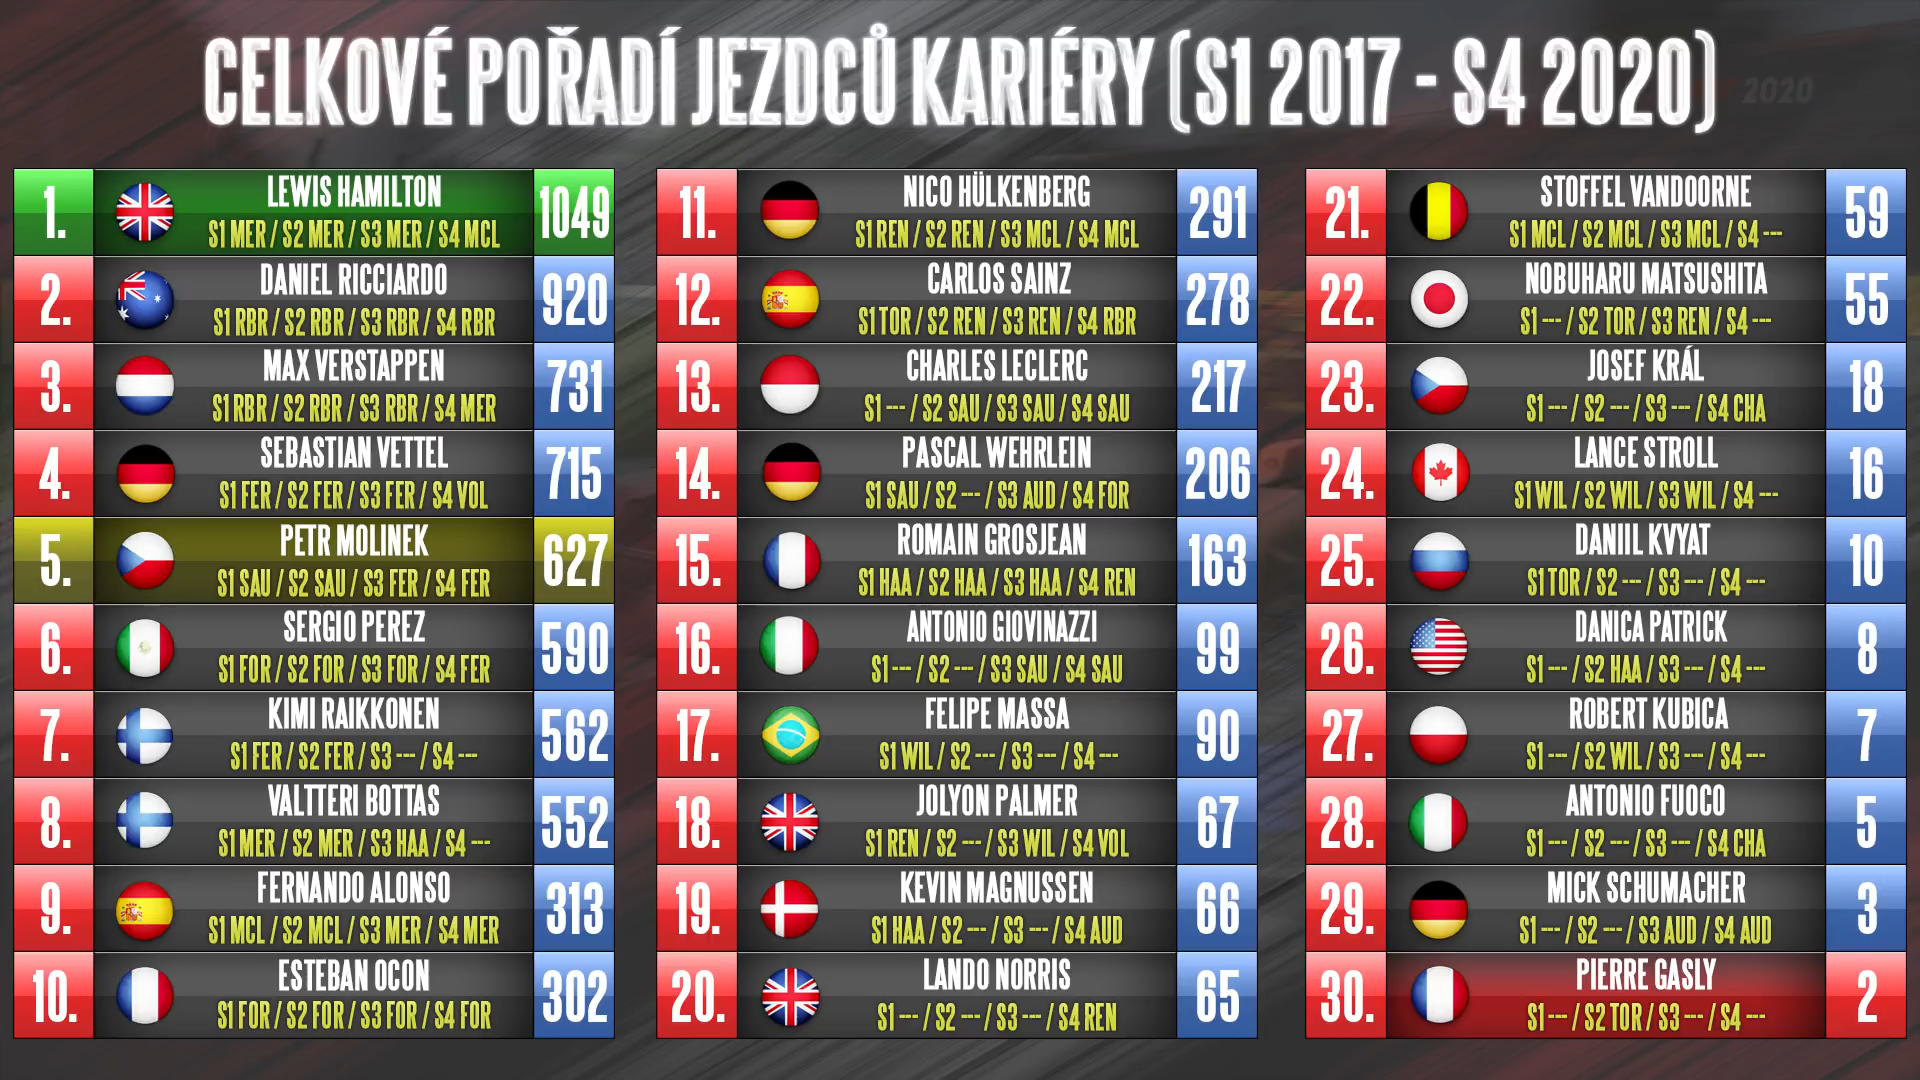 CELKOVÉ POŘADÍ JEZDCŮ KARIÉRY (S1 2017 - S4 2020)
2020
1. LEWIS HAMILTON 1049
S1 MER / S2 MER / S3 MER / S4 MCL
2. DANIEL RICCIARDO 920
S1 RBR / S2 RBR / S3 RBR / S4 RBR
3. MAX VERSTAPPEN 731
S1 RBR / S2 RBR / S3 RBR / S4 MER
4. SEBASTIAN VETTEL 715
S1 FER / S2 FER / S3 FER / S4 VOL
5. PETR MOLINEK 627
S1 SAU / S2 SAU / S3 FER / S4 FER
6. SERGIO PEREZ 590
S1 FOR / S2 FOR / S3 FOR / S4 FER
7. KIMI RAIKKONEN 562
S1 FER / S2 FER / S3 --- / S4 ---
8. VALTTERI BOTTAS 552
S1 MER / S2 MER / S3 HAA / S4 ---
9. FERNANDO ALONSO 313
S1 MCL / S2 MCL / S3 MER / S4 MER
10. ESTEBAN OCON 302
S1 FOR / S2 FOR / S3 FOR / S4 FOR
11. NICO HÜLKENBERG 291
S1 REN / S2 REN / S3 MCL / S4 MCL
12. CARLOS SAINZ 278
S1 TOR / S2 REN / S3 REN / S4 RBR
13. CHARLES LECLERC 217
S1 --- / S2 SAU / S3 SAU / S4 SAU
14. PASCAL WEHRLEIN 206
S1 SAU / S2 --- / S3 AUD / S4 FOR
15. ROMAIN GROSJEAN 163
S1 HAA / S2 HAA / S3 HAA / S4 REN
16. ANTONIO GIOVINAZZI 99
S1 --- / S2 --- / S3 SAU / S4 SAU
17. FELIPE MASSA 90
S1 WIL / S2 --- / S3 --- / S4 ---
18. JOLYON PALMER 67
S1 REN / S2 --- / S3 WIL / S4 VOL
19. KEVIN MAGNUSSEN 66
S1 HAA / S2 --- / S3 --- / S4 AUD
20. LANDO NORRIS 65
S1 --- / S2 --- / S3 --- / S4 REN
21. STOFFEL VANDOORNE 59
S1 MCL / S2 MCL / S3 MCL / S4 ---
22. NOBUHARU MATSUSHITA 55
S1 --- / S2 TOR / S3 REN / S4 ---
23. JOSEF KRÁL 18
S1 --- / S2 --- / S3 --- / S4 CHA
24. LANCE STROLL 16
S1 WIL / S2 WIL / S3 WIL / S4 ---
25. DANIIL KVYAT 10
S1 TOR / S2 --- / S3 --- / S4 ---
26. DANICA PATRICK 8
S1 --- / S2 HAA / S3 --- / S4 ---
27. ROBERT KUBICA 7
S1 --- / S2 WIL / S3 --- / S4 ---
28. ANTONIO FUOCO 5
S1 --- / S2 --- / S3 --- / S4 CHA
29. MICK SCHUMACHER 3
S1 --- / S2 --- / S3 AUD / S4 AUD
30. PIERRE GASLY 2
S1 --- / S2 TOR / S3 --- / S4 ---